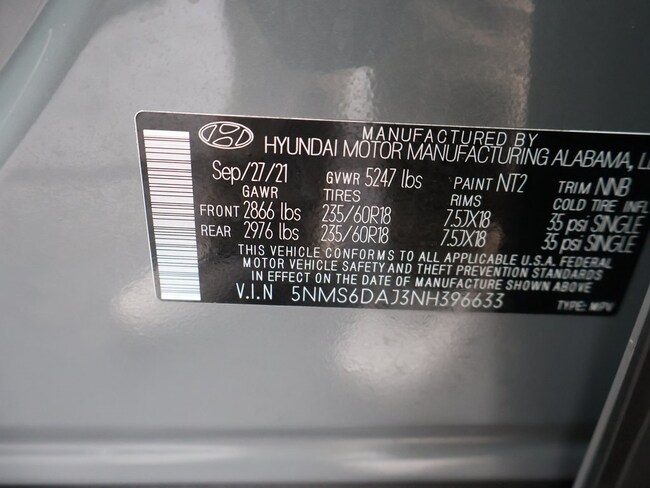 MANUFACTURED BY
HYUNDAI MOTOR MANUFACTURING ALABAMA,
Sep/27/21 GVWR 5247 lbs PAINT NT2 TRIM NNB
GAWR TIRES RIMS COLD TIRE INFL
FRONT 2866 lbs 235/60R18 7.5JX18 35 psi SINGLE
REAR 2976 lbs 235/60R18 7.5JX18 35 psi SINGLE
THIS VEHICLE CONFORMS TO ALL APPLICABLE U.S.A. FEDERAL
MOTOR VEHICLE SAFETY AND THEFT PREVENTION STANDARDS
IN EFFECT ON THE DATE OF MANUFACTURE SHOWN ABOVE
V.I.N 5NMS6DAJ3NH396633 TYPE: MPV